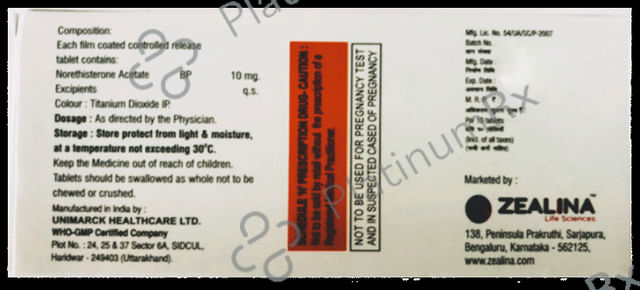 Composition:
Each film coated controlled release
tablet contains:
Norethisterone Acetate BP 10 mg.
Excipients q.s.
Colour : Titanium Dioxide IP.
Dosage : As directed by the Physician.
Storage : Store protect from light & moisture,
at a temperature not exceeding 30°C.
Keep the Medicine out of reach of children.
Tablets should be swallowed as whole not to be
chewed or crushed.
Manufactured in India by :
UNIMARCK HEALTHCARE LTD.
WHO-GMP Certified Company
Plot No. : 24, 25 & 37 Sector 6A, SIDCUL,
Haridwar - 249403 (Uttarakhand).
SCHEDULE 'H' PRESCRIPTION DRUG- CAUTION :
Not to be sold by retail without the prescription of a
Registered Medical Practitioner.
NOT TO BE USED FOR PREGNANCY TEST
AND IN SUSPECTED CASED OF PREGNANCY
Mfg. Lic. No. 54/UA/SC/P-2007
Batch No.
Mfg. Date :
Exp. Date :
M. R. P.
Per 10 tablets
(Incl. of all taxes)
Marketed by :
ZEALINA™
Life Sciences
138, Peninsula Prakruthi, Sarjapura,
Bengaluru, Karnataka - 562125,
www.zealina.com
Platinum Rx